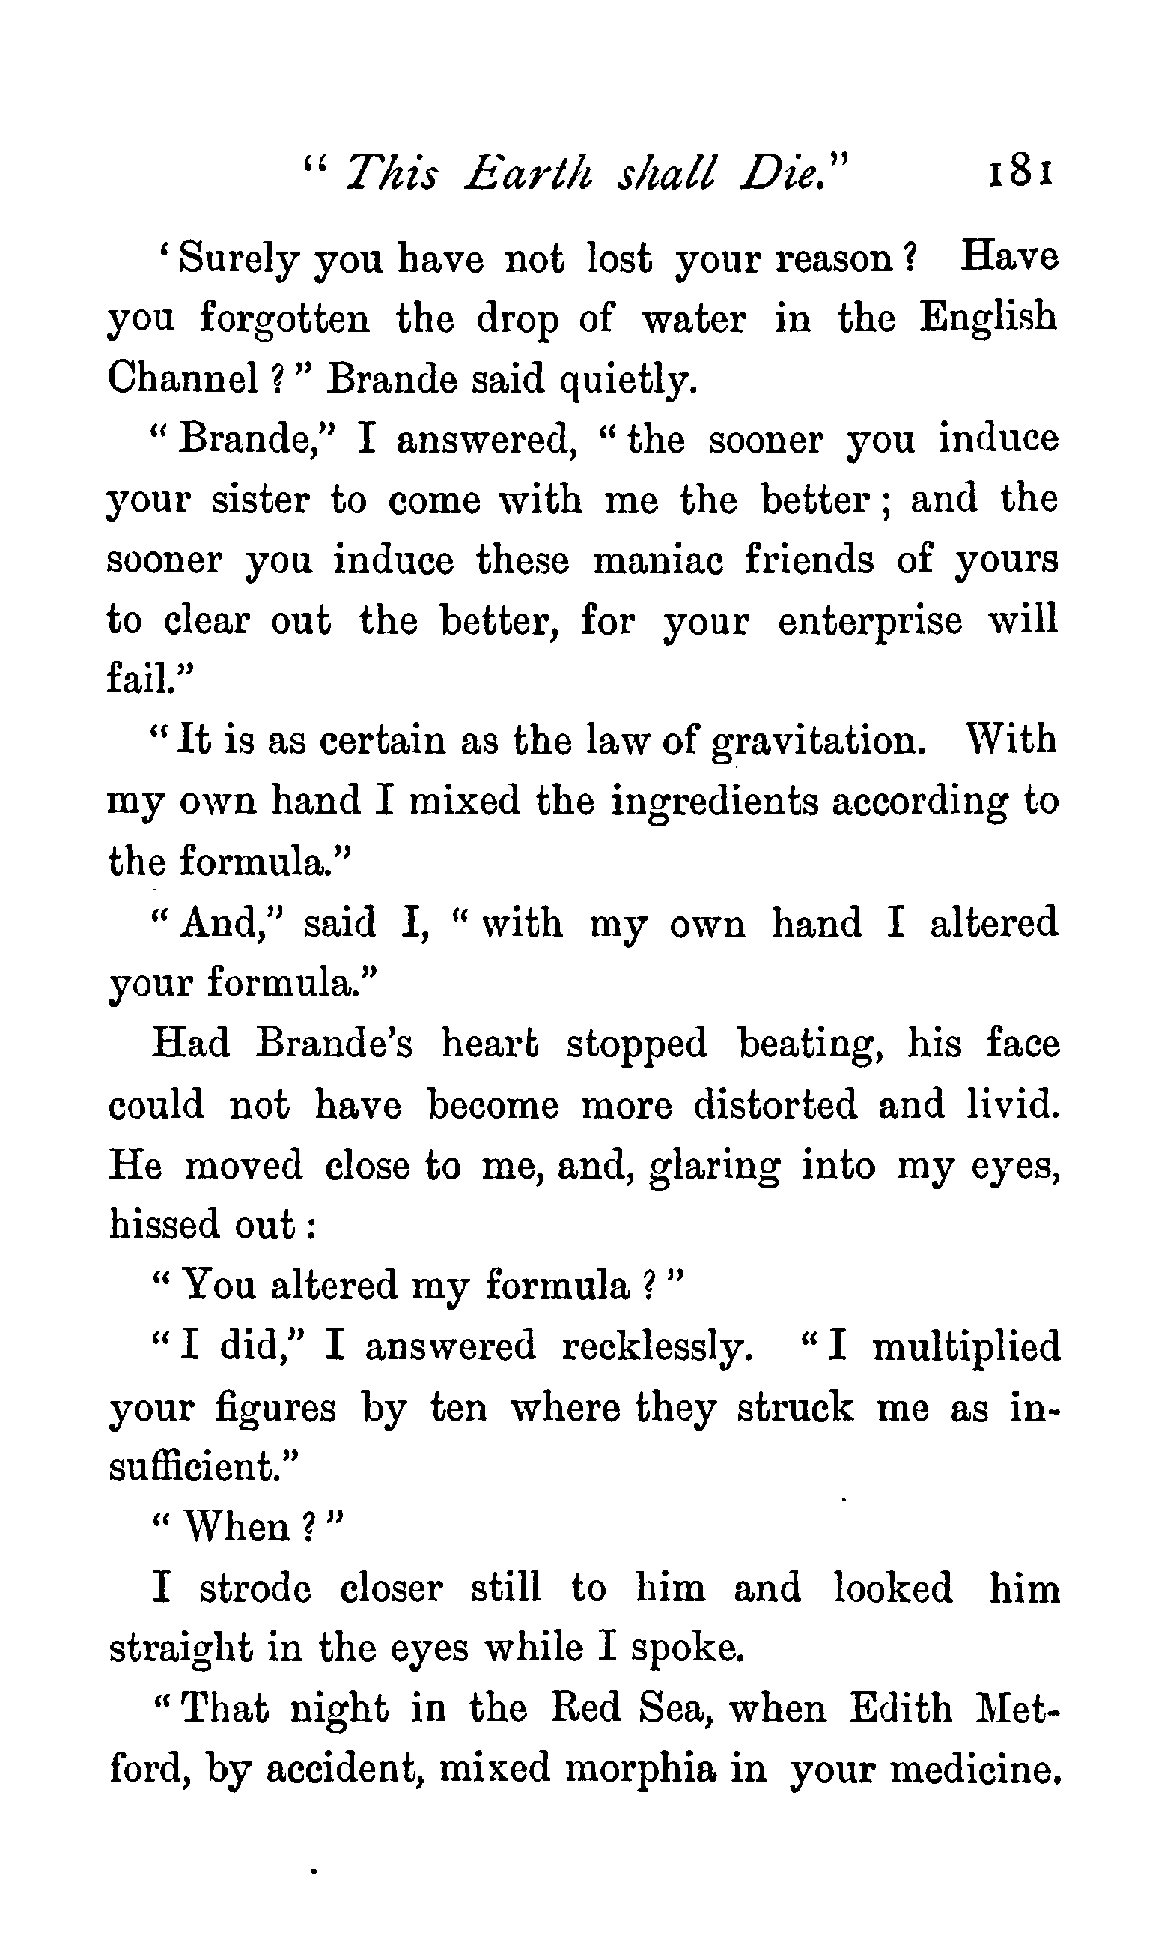 “ This Earth shall Die.” 181
‘ Surely you have not lost your reason ? Have
you forgotten the drop of water in the English
Channel ? ” Brande said quietly.
“ Brande,” I answered, “ the sooner you induce
your sister to come with me the better ; and the
sooner you induce these maniac friends of yours
to clear out the better, for your enterprise will
fail.”
“ It is as certain as the law of gravitation. With
my own hand I mixed the ingredients according to
the formula.”
“ And,” said I, “ with my own hand I altered
your formula.”
Had Brande’s heart stopped beating, his face
could not have become more distorted and livid.
He moved close to me, and, glaring into my eyes,
hissed out :
“ You altered my formula ? ”
“ I did,” I answered recklessly. “ I multiplied
your figures by ten where they struck me as in-
sufficient.”
“ When ? ”
I strode closer still to him and looked him
straight in the eyes while I spoke.
“ That night in the Red Sea, when Edith Met-
ford, by accident, mixed morphia in your medicine.